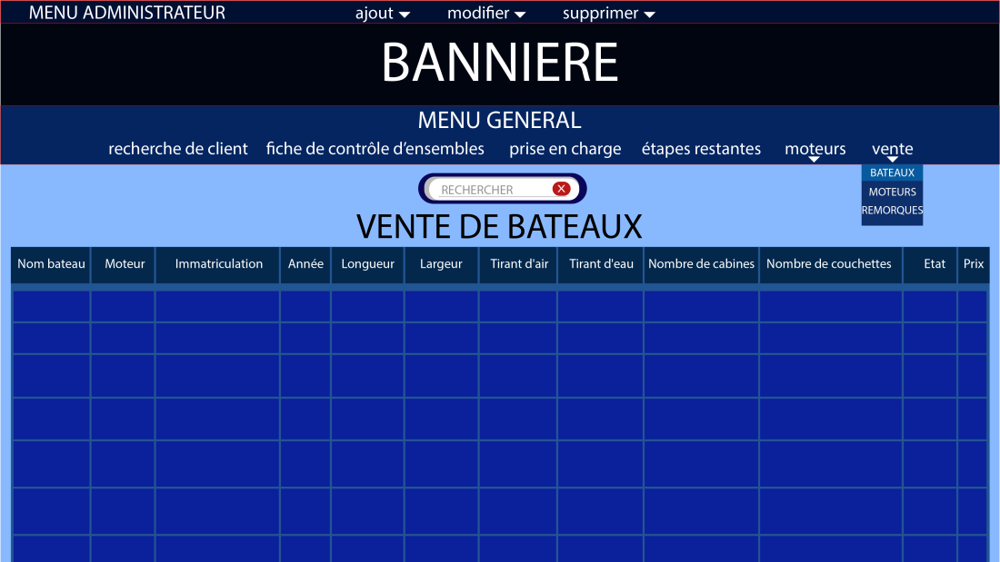 MENU ADMINISTRATEUR ajout modifier supprimer
BANNIERE
MENU GENERAL
recherche de client fiche de contrôle d’ensembles prise en charge étapes restantes moteurs vente
BATEAUX
MOTEURS
REMORQUES
RECHERCHER X
VENTE DE BATEAUX
Nom bateau Moteur Immatriculation Année Longueur Largeur Tirant d'air Tirant d'eau Nombre de cabines Nombre de couchettes Etat Prix